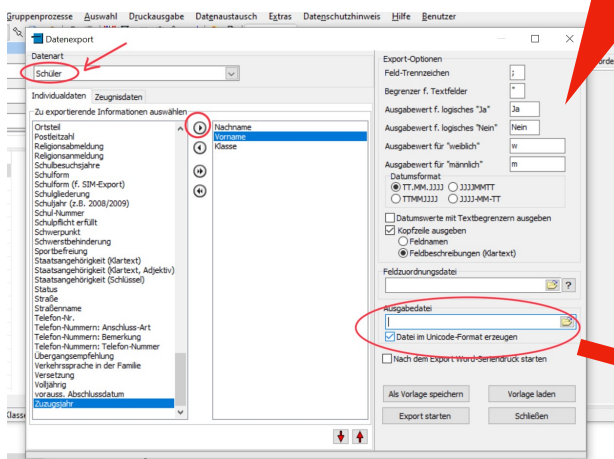 Gruppenprozesse Auswahl Druckausgabe Datenaustausch Extras Datenschutzhinweis Hilfe Benutzer
Datenexport
Datenart
Schüler
Individualdaten Zeugnisdaten
Zu exportierende Informationen auswählen
Ortsteil
Postleitzahl
Religionsabmeldung
Religionsanmeldung
Schulbesuchsjahre
Schulform
Schulform (f. SIM-Export)
Schulgliederung
Schuljahr (z.B. 2008/2009)
Schul-Nummer
Schulpflicht erfüllt
Schwerpunkt
Schwerstbehinderung
Sportbefreiung
Staatsangehörigkeit (Klartext)
Staatsangehörigkeit (Klartext, Adjektiv)
Staatsangehörigkeit (Schlüssel)
Status
Straße
Straßenname
Telefon-Nr.
Telefon-Nummern: Anschluss-Art
Telefon-Nummern: Bemerkung
Telefon-Nummern: Telefon-Nummer
Übergangsempfehlung
Verkehrssprache in der Familie
Versetzung
Volljährig
vorauss. Abschlussdatum
Zuzugsjahr
Nachname
Vorname
Klasse
Export-Optionen
Feld-Trennzeichen ;
Begrenzer f. Textfelder "
Ausgabewert f. logisches "Ja" Ja
Ausgabewert f. logisches "Nein" Nein
Ausgabewert für "weiblich" w
Ausgabewert für "männlich" m
Datumsformat
TT.MM.JJJJ JJJJMMTT
TTMMJJJJ JJJJ-MM-TT
Datumswerte mit Textbegrenzern ausgeben
Kopfzeile ausgeben
Feldnamen
Feldbeschreibungen (Klartext)
Feldzuordnungsdatei
?
Ausgabedatei
Datei im Unicode-Format erzeugen
Nach dem Export Word-Seriendruck starten
Als Vorlage speichern Vorlage laden
Export starten Schließen